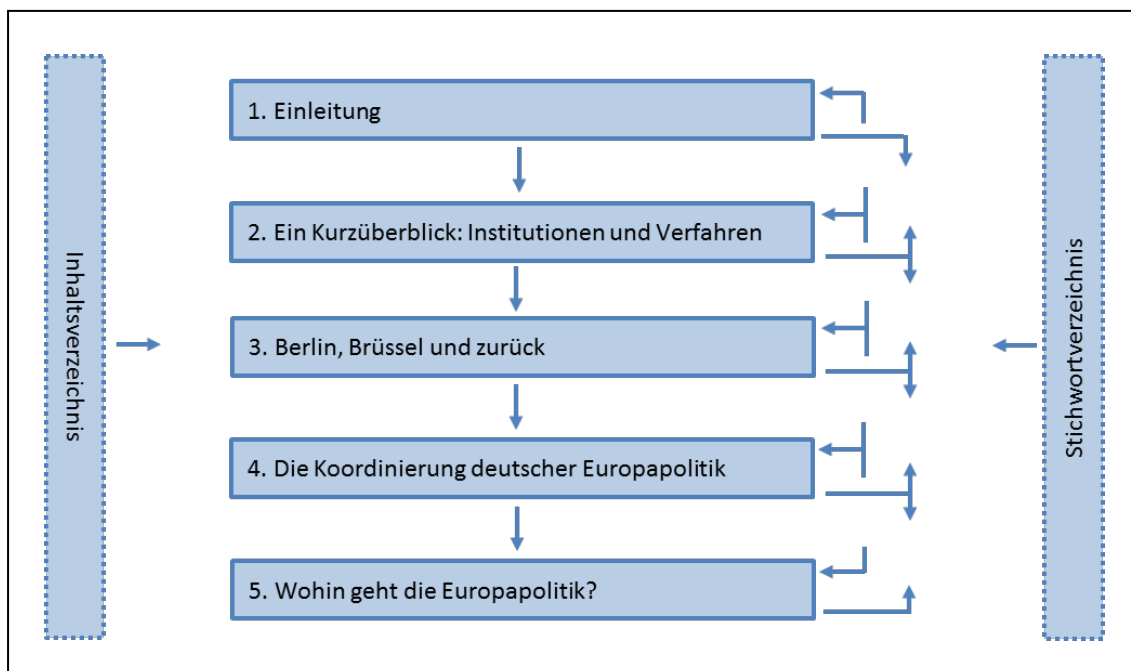 Inhaltsverzeichnis
1. Einleitung
2. Ein Kurzüberblick: Institutionen und Verfahren
3. Berlin, Brüssel und zurück
4. Die Koordinierung deutscher Europapolitik
5. Wohin geht die Europapolitik?
Stichwortverzeichnis